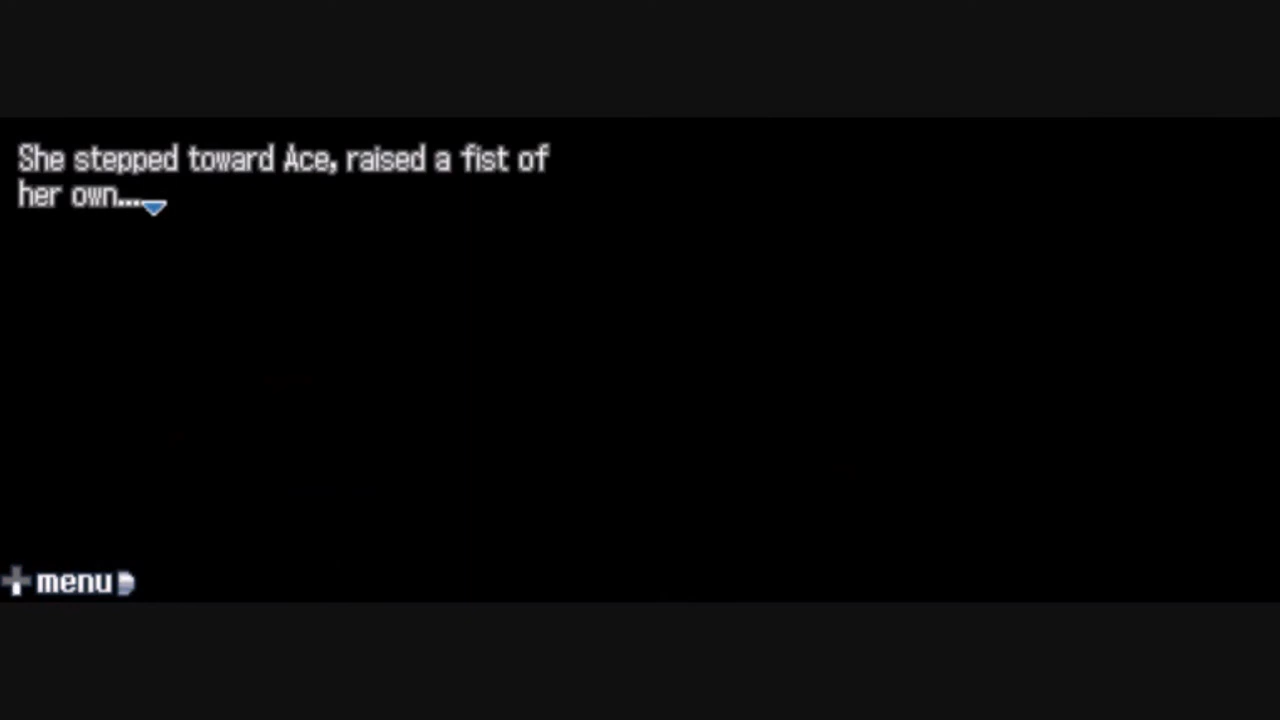 She stepped toward Ace, raised a fist of
her own...
menu